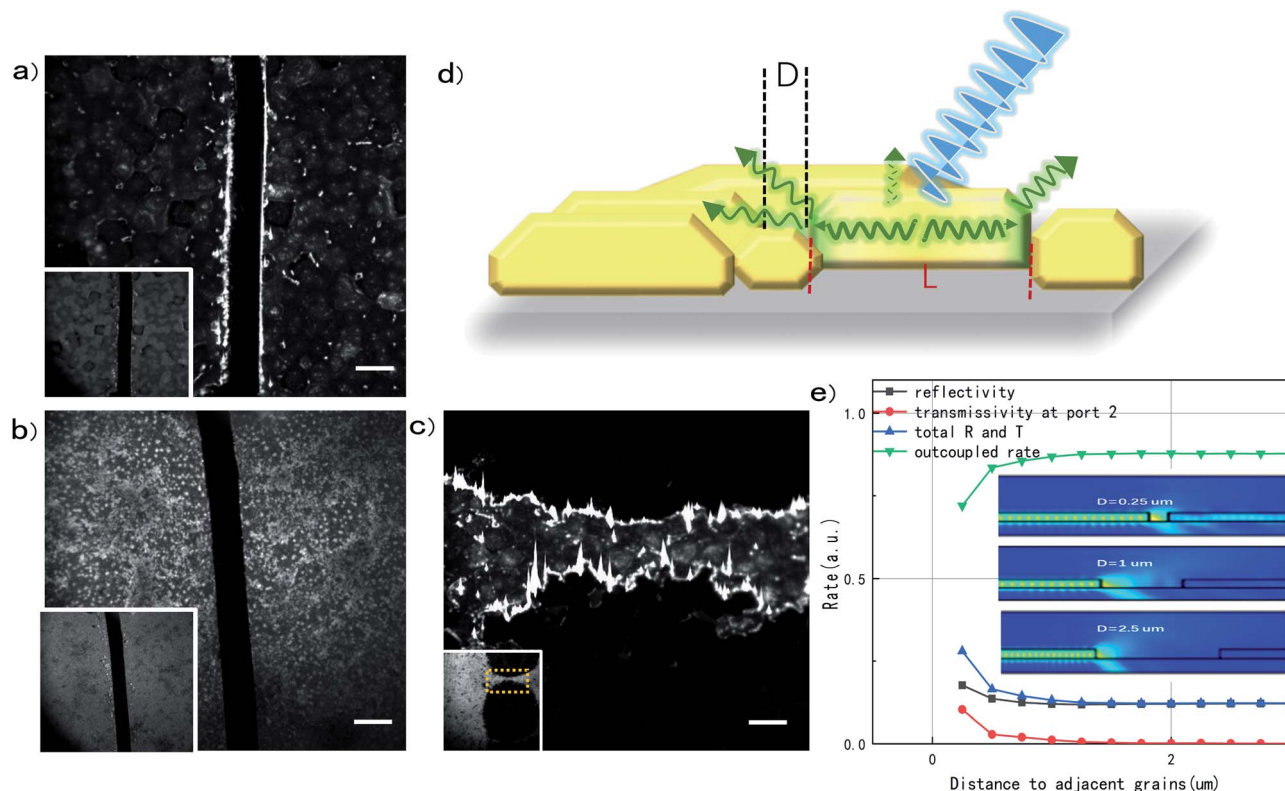 a)
b)
c)
d)
D
L
e)
reflectivity
transmissivity at port 2
total R and T
outcoupled rate
1.0
0.5
0.0
Rate(a.u.)
D=0.25 um
D=1 um
D=2.5 um
0
2
Distance to adjacent grains(um)